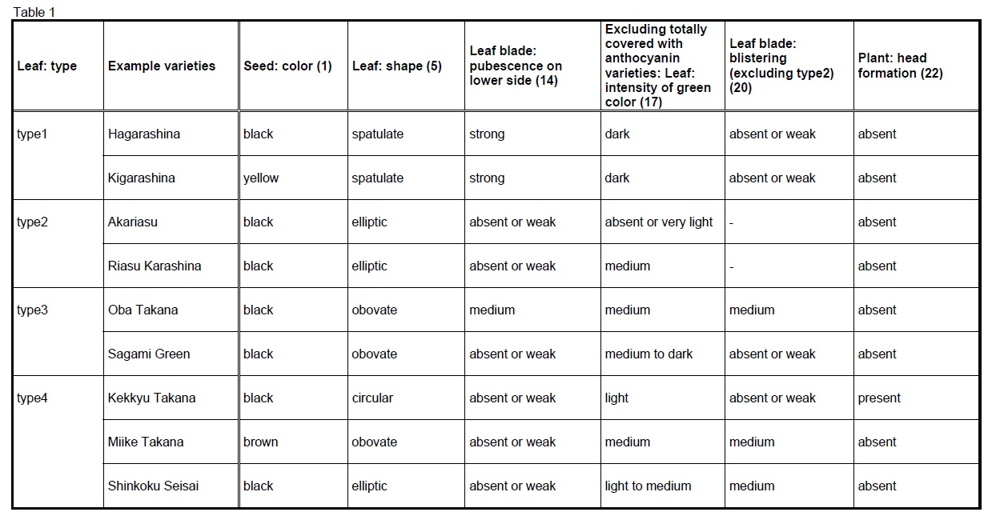 Table 1
Leaf: type
Example varieties
Seed: color (1)
Leaf: shape (5)
Leaf blade:
pubescence on
lower side (14)
Excluding totally
covered with
anthocyanin
varieties: Leaf:
intensity of green
color (17)
Leaf blade:
blistering
(excluding type2)
(20)
Plant: head
formation (22)
type1 Hagarashina black spatulate strong dark absent or weak absent
Kigarashina yellow spatulate strong dark absent or weak absent
type2 Akariasu black elliptic absent or weak absent or very light - absent
Riasu Karashina black elliptic absent or weak medium - absent
type3 Oba Takana black obovate medium medium medium absent
Sagami Green black obovate absent or weak medium to dark absent or weak absent
type4 Kekkyu Takana black circular absent or weak light absent or weak present
Miike Takana brown obovate absent or weak medium medium absent
Shinkoku Seisai black elliptic absent or weak light to medium medium absent